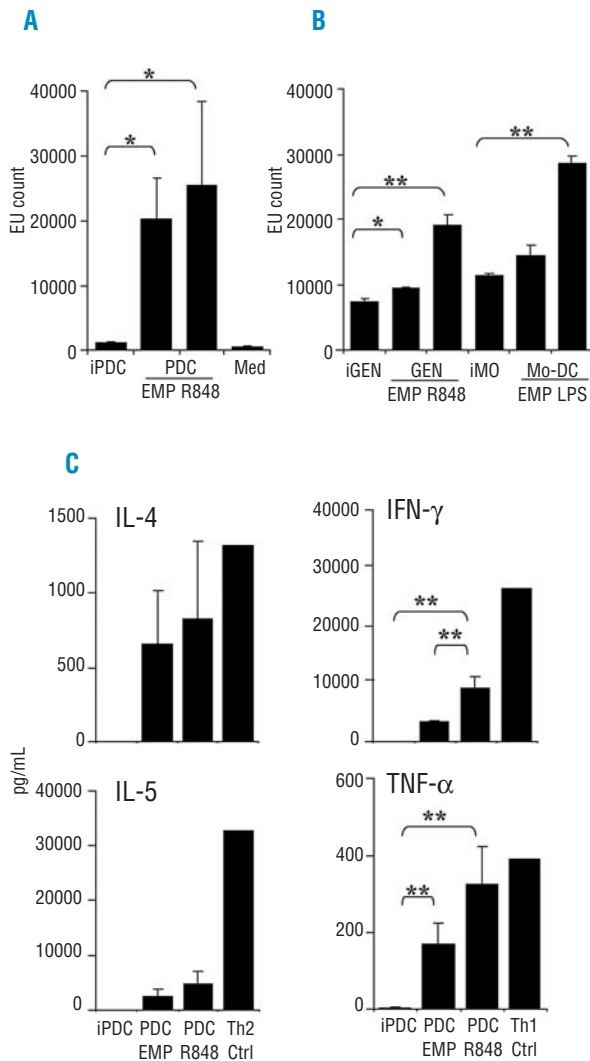 A
B
40000
30000
20000
10000
0
EU count
*
*
iPDC PDC Med
EMP R848
40000
30000
20000
10000
0
EU count
**
**
*
iGEN GEN iMO Mo-DC
EMP R848 EMP LPS
C
IL-4
1500
1000
500
0
IFN-γ
40000
30000
20000
10000
0
**
**
pg/mL
IL-5
40000
30000
10000
10000
0
iPDC PDC PDC Th2
EMP R848 Ctrl
TNF-α
600
400
200
0
**
**
iPDC PDC PDC Th1
EMP R848 Ctrl